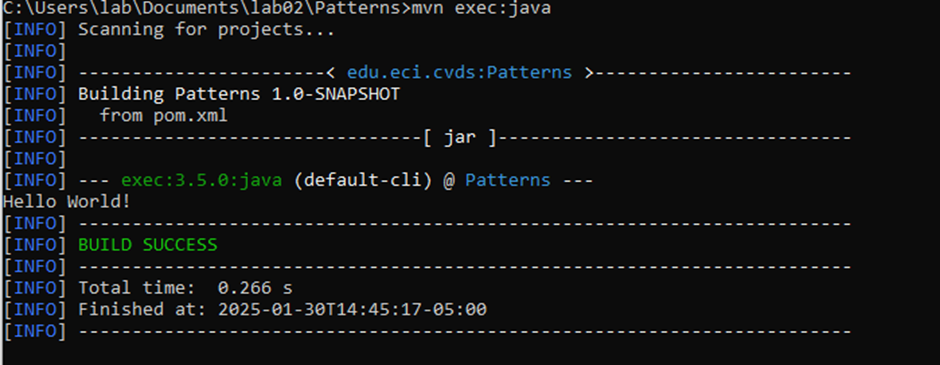 C:\Users\lab\Documents\lab02\Patterns>mvn exec:java
[INFO] Scanning for projects...
[INFO]
[INFO] -----------------------< edu.eci.cvds:Patterns >------------------------
[INFO] Building Patterns 1.0-SNAPSHOT
[INFO]   from pom.xml
[INFO] --------------------------------[ jar ]---------------------------------
[INFO]
[INFO] --- exec:3.5.0:java (default-cli) @ Patterns ---
Hello World!
[INFO] ------------------------------------------------------------------------
[INFO] BUILD SUCCESS
[INFO] ------------------------------------------------------------------------
[INFO] Total time:  0.266 s
[INFO] Finished at: 2025-01-30T14:45:17-05:00
[INFO] ------------------------------------------------------------------------